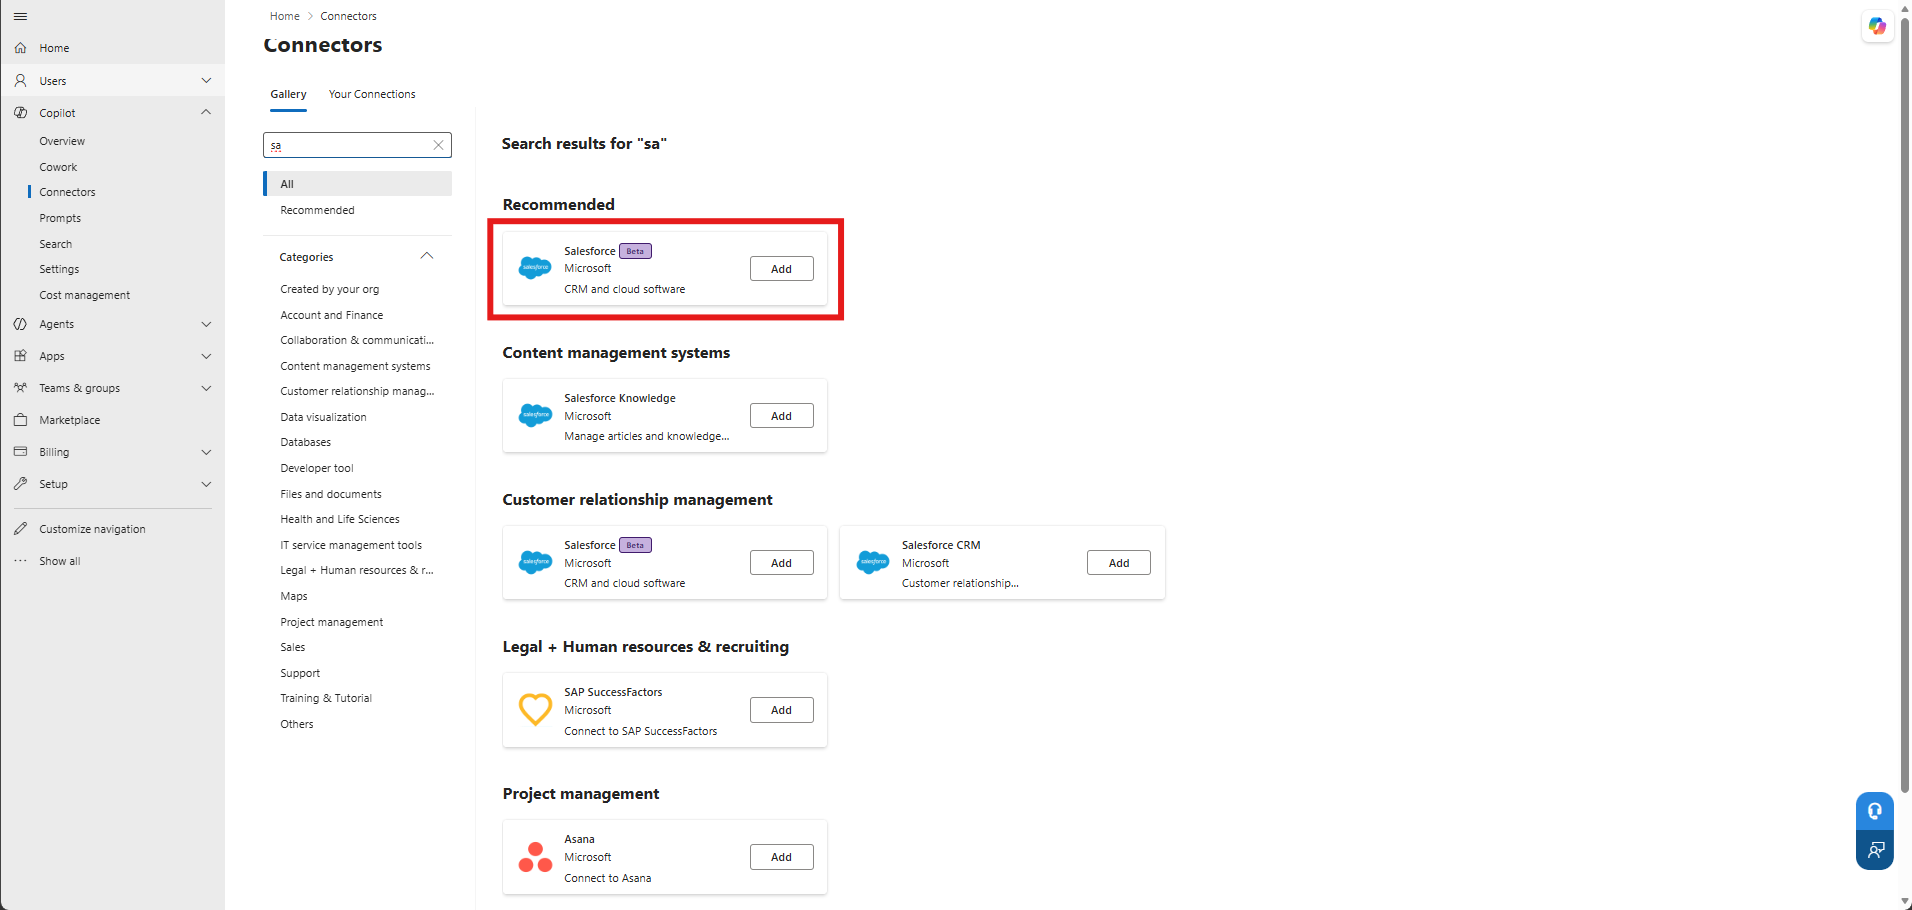 Home > Connectors
Connectors
Home
Users
Copilot
Overview
Cowork
Connectors
Prompts
Search
Settings
Cost management
Agents
Apps
Teams & groups
Marketplace
Billing
Setup
Customize navigation
Show all
Gallery
Your Connections
sa
All
Recommended
Categories
Created by your org
Account and Finance
Collaboration & communicati...
Content management systems
Customer relationship manag...
Data visualization
Databases
Developer tool
Files and documents
Health and Life Sciences
IT service management tools
Legal + Human resources & r...
Maps
Project management
Sales
Support
Training & Tutorial
Others
Search results for "sa"
Recommended
salesforce
Salesforce Beta
Microsoft
CRM and cloud software
Add
Content management systems
salesforce
Salesforce Knowledge
Microsoft
Manage articles and knowledge...
Add
Customer relationship management
salesforce
Salesforce Beta
Microsoft
CRM and cloud software
Add
salesforce
Salesforce CRM
Microsoft
Customer relationship...
Add
Legal + Human resources & recruiting
SAP SuccessFactors
Microsoft
Connect to SAP SuccessFactors
Add
Project management
Asana
Microsoft
Connect to Asana
Add